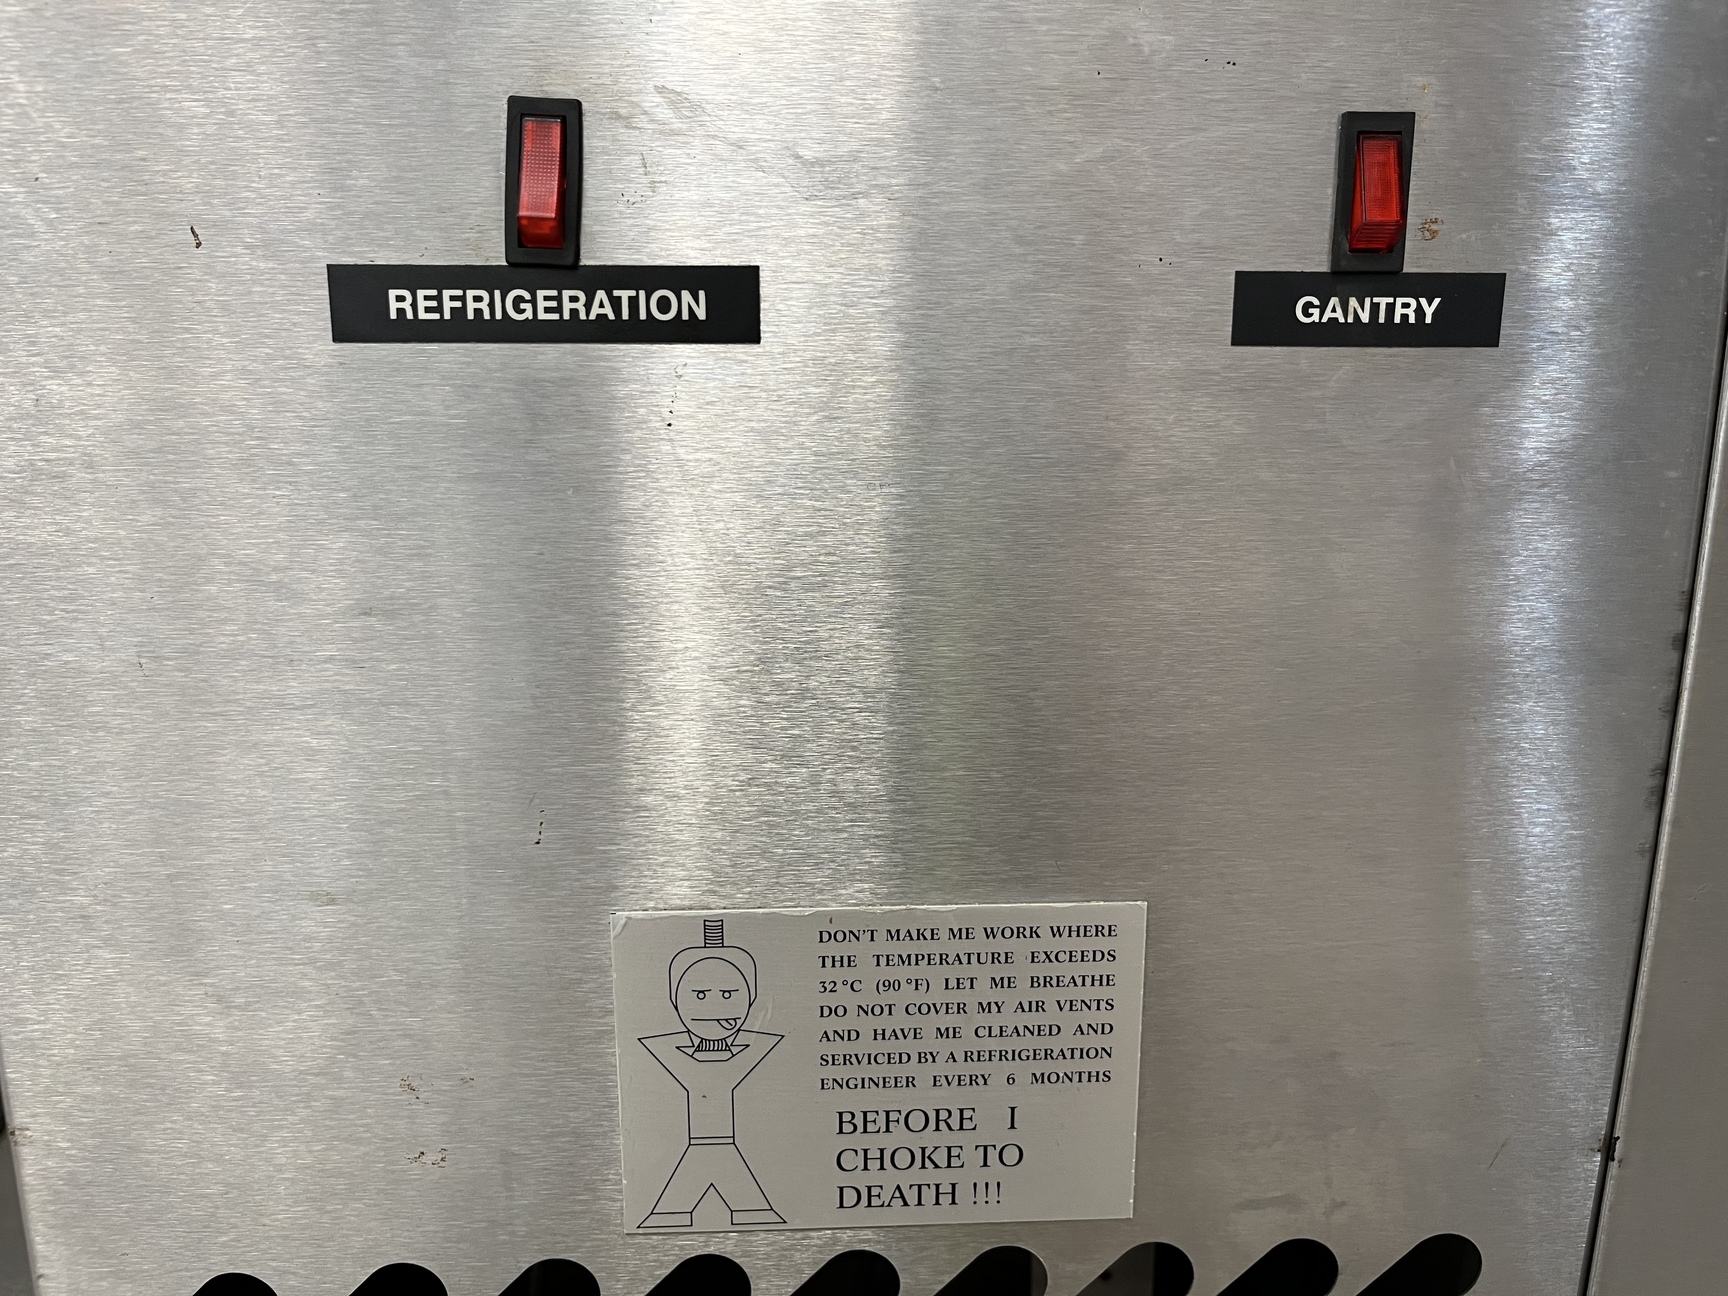 REFRIGERATION
GANTRY
DON'T MAKE ME WORK WHERE
THE TEMPERATURE EXCEEDS
32°C (90°F) LET ME BREATHE
DO NOT COVER MY AIR VENTS
AND HAVE ME CLEANED AND
SERVICED BY A REFRIGERATION
ENGINEER EVERY 6 MONTHS
BEFORE I
CHOKE TO
DEATH !!!